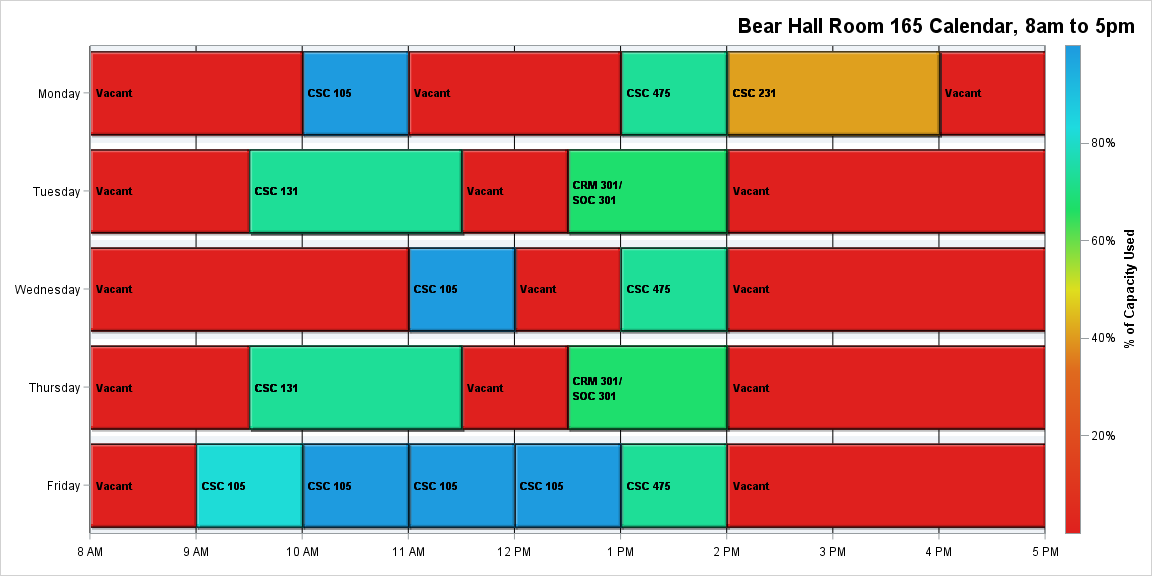 Bear Hall Room 165 Calendar, 8am to 5pm
Monday
Vacant
CSC 105
Vacant
CSC 475
CSC 231
Vacant
Tuesday
Vacant
CSC 131
Vacant
CRM 301/
SOC 301
Vacant
Wednesday
Vacant
CSC 105
Vacant
CSC 475
Vacant
Thursday
Vacant
CSC 131
Vacant
CRM 301/
SOC 301
Vacant
Friday
Vacant
CSC 105
CSC 105
CSC 105
CSC 105
CSC 475
Vacant
8 AM
9 AM
10 AM
11 AM
12 PM
1 PM
2 PM
3 PM
4 PM
5 PM
80%
60%
40%
20%
% of Capacity Used